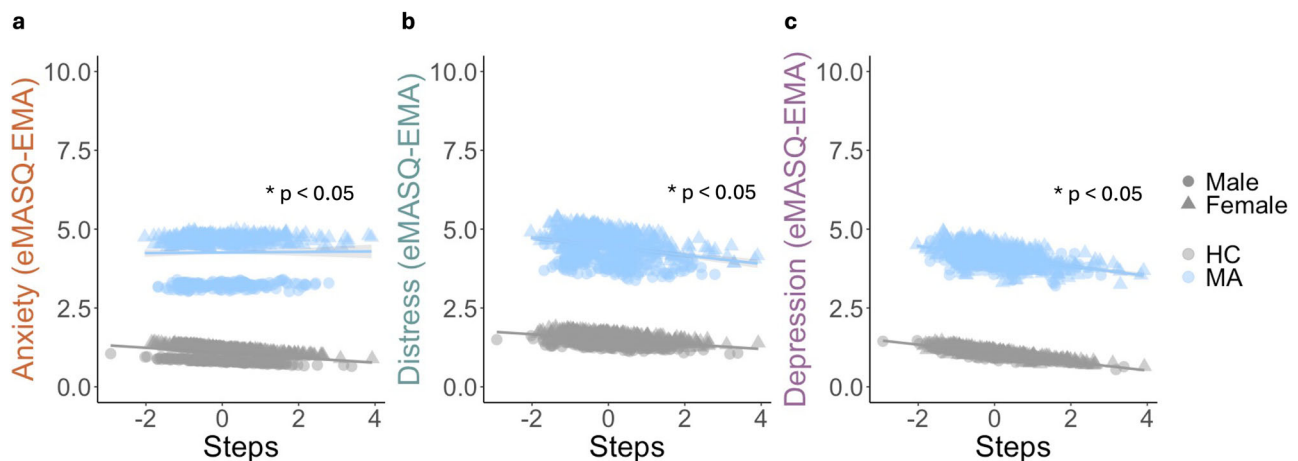 a
Anxiety (eMASQ-EMA)
10.0
7.5
5.0
2.5
0.0
* p < 0.05
-2
0
2
4
Steps
b
Distress (eMASQ-EMA)
10.0
7.5
5.0
2.5
0.0
* p < 0.05
-2
0
2
4
Steps
c
Depression (eMASQ-EMA)
10.0
7.5
5.0
2.5
0.0
* p < 0.05
-2
0
2
4
Steps
Male
Female
HC
MA